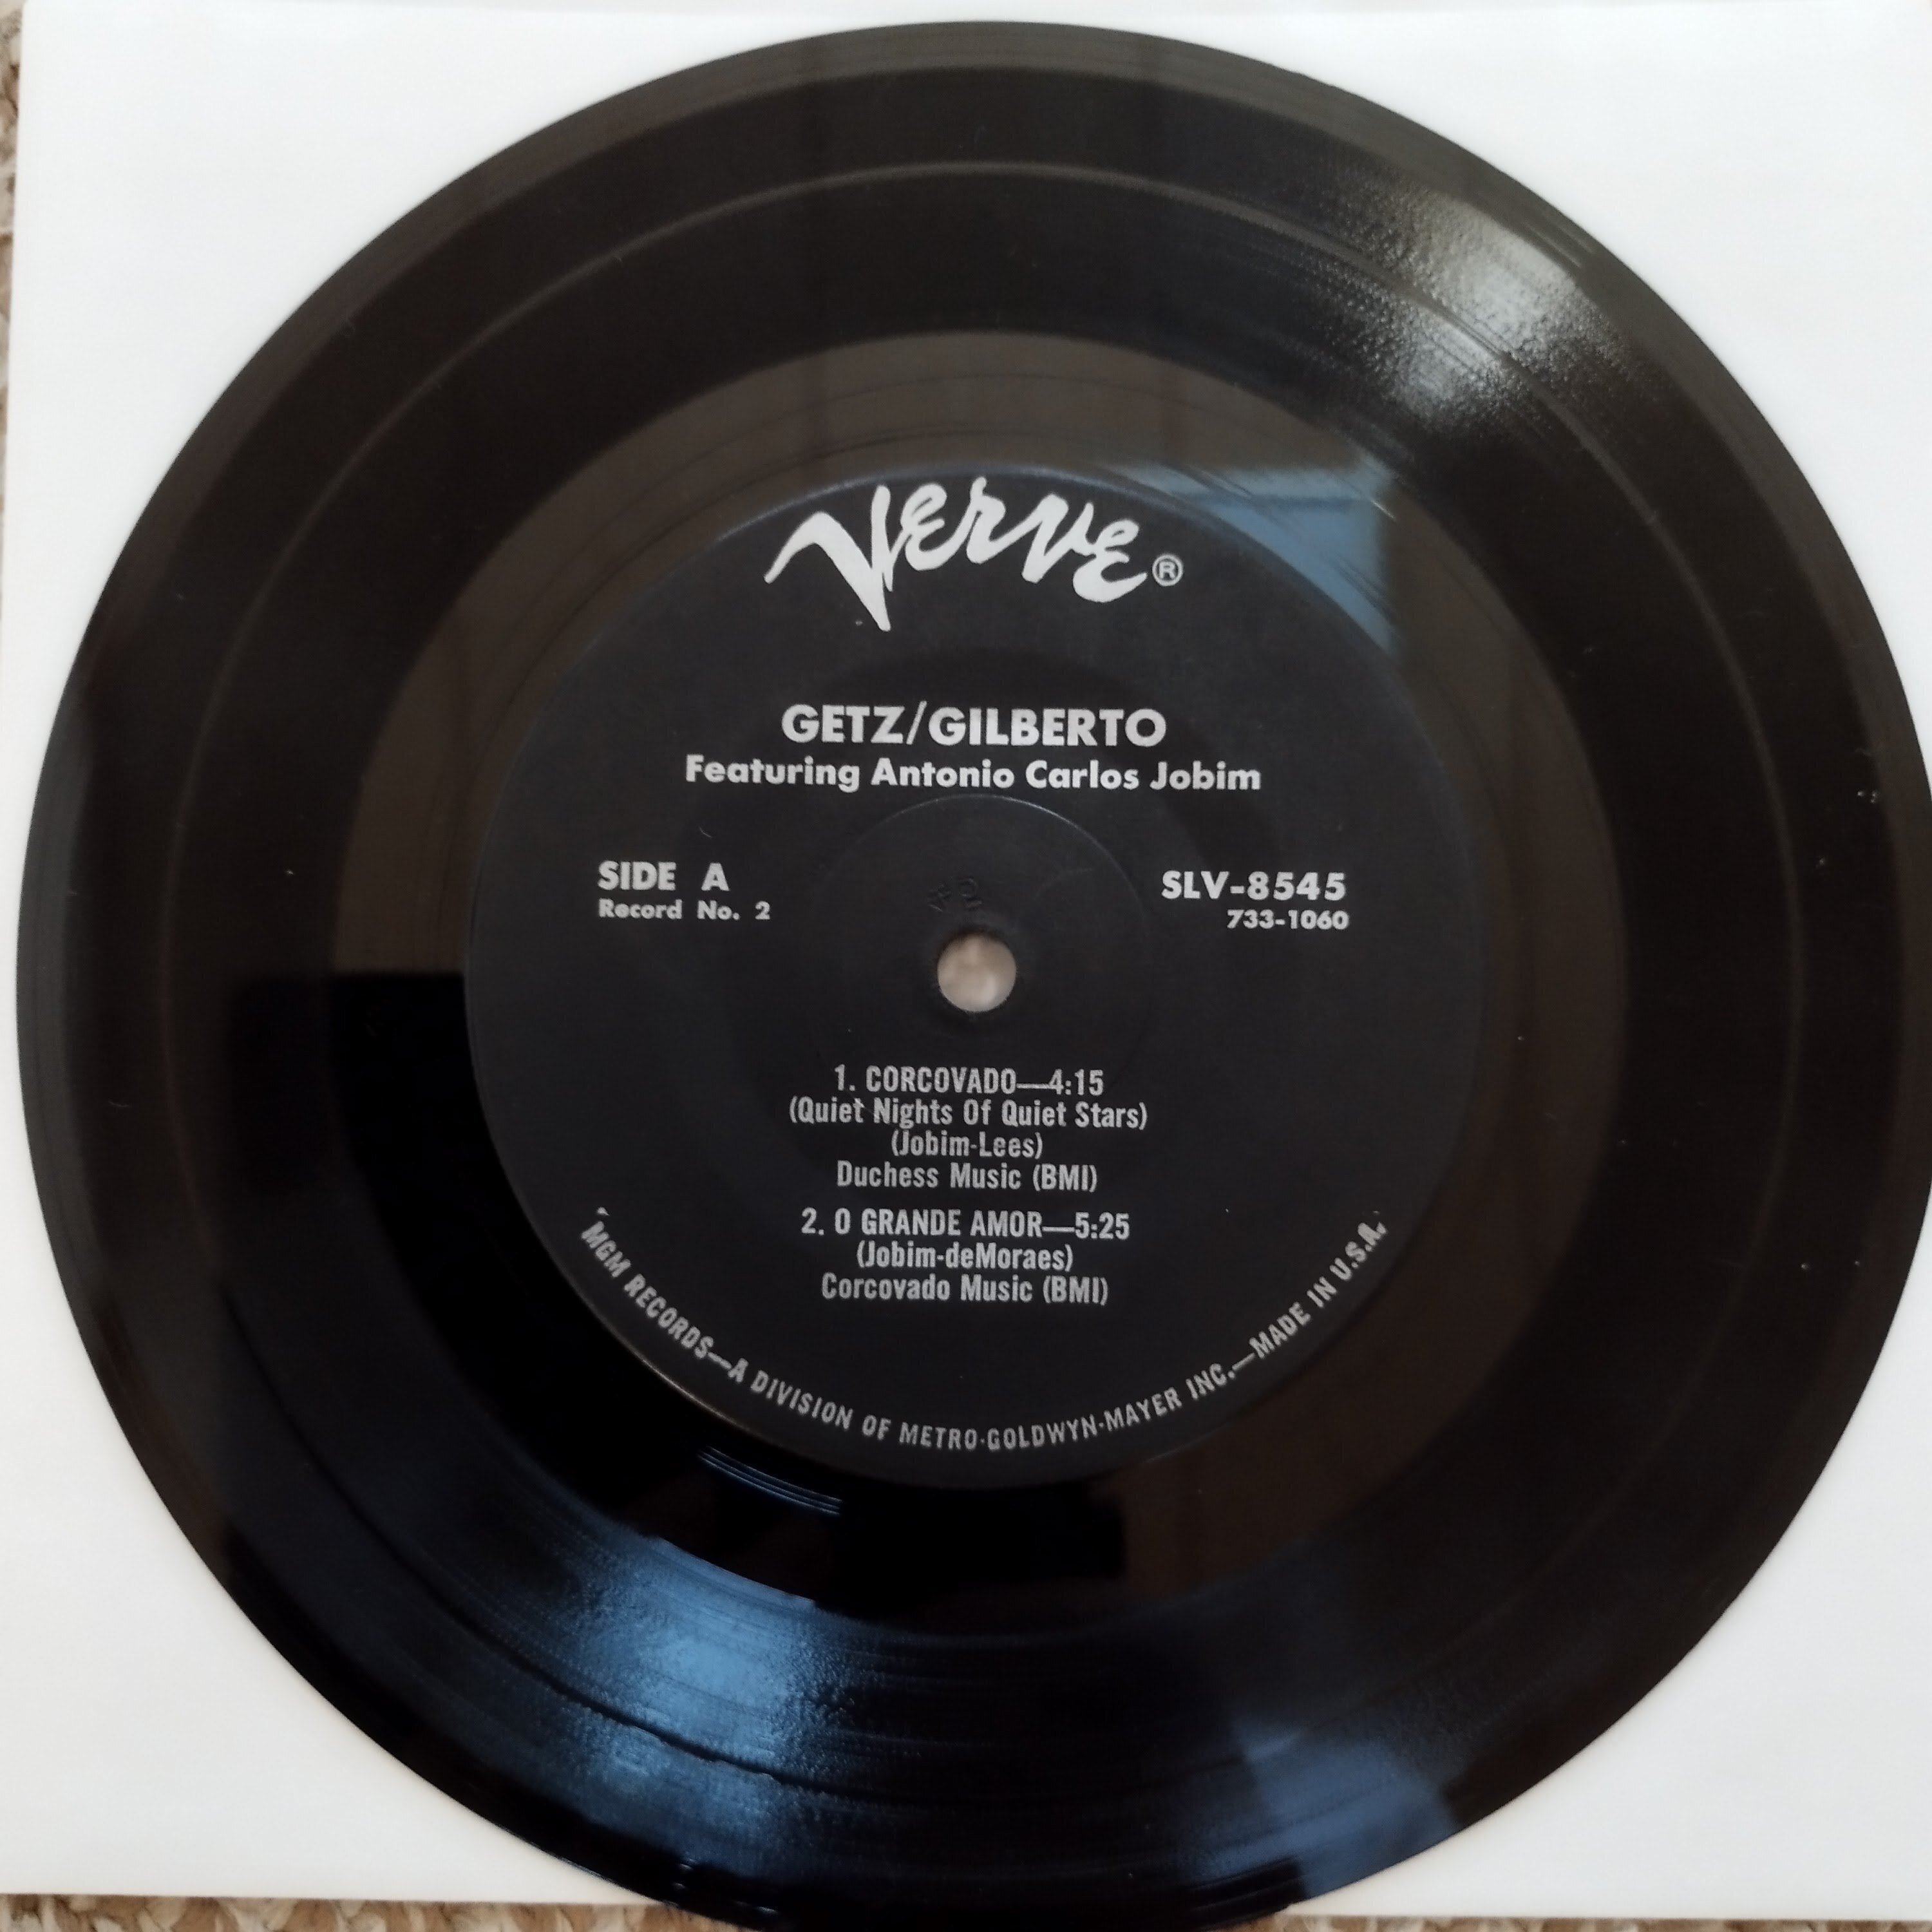 Verve®
GETZ/GILBERTO
Featuring Antonio Carlos Jobim
SIDE A
Record No. 2
SLV-8545
733-1060
42
1. CORCOVADO—4:15
(Quiet Nights Of Quiet Stars)
(Jobim-Lees)
Duchess Music (BMI)
2. O GRANDE AMOR—5:25
(Jobim-deMoraes)
Corcovado Music (BMI)
MGM RECORDS—A DIVISION OF METRO-GOLDWYN-MAYER INC.—MADE IN U.S.A.